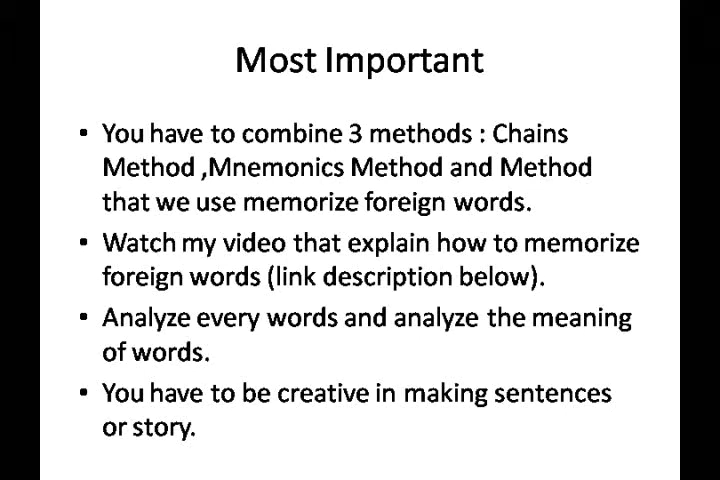 Most Important
• You have to combine 3 methods : Chains
Method ,Mnemonics Method and Method
that we use memorize foreign words.
• Watch my video that explain how to memorize
foreign words (link description below).
• Analyze every words and analyze the meaning
of words.
• You have to be creative in making sentences
or story.